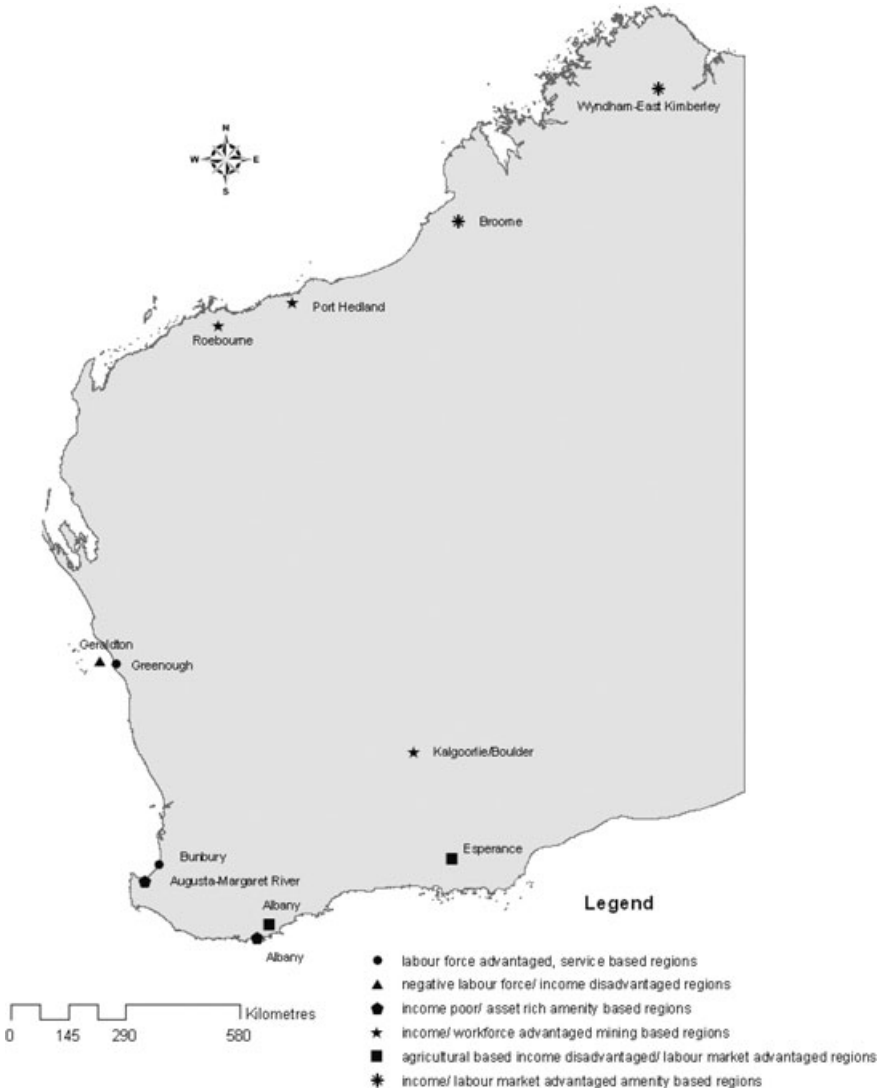 N
W E
S
Wyndham-East Kimberley
Broome
Port Hedland
Roebourne
Geraldton
Greenough
Kalgoorlie/Boulder
Bunbury
Esperance
Augusta-Margaret River
Albany
Albany
Legend
labour force advantaged, service based regions
negative labour force/ income disadvantaged regions
income poor/ asset rich amenity based regions
income/ workforce advantaged mining based regions
agricultural based income disadvantaged/ labour market advantaged regions
income/ labour market advantaged amenity based regions
Kilometres
0 145 290 580